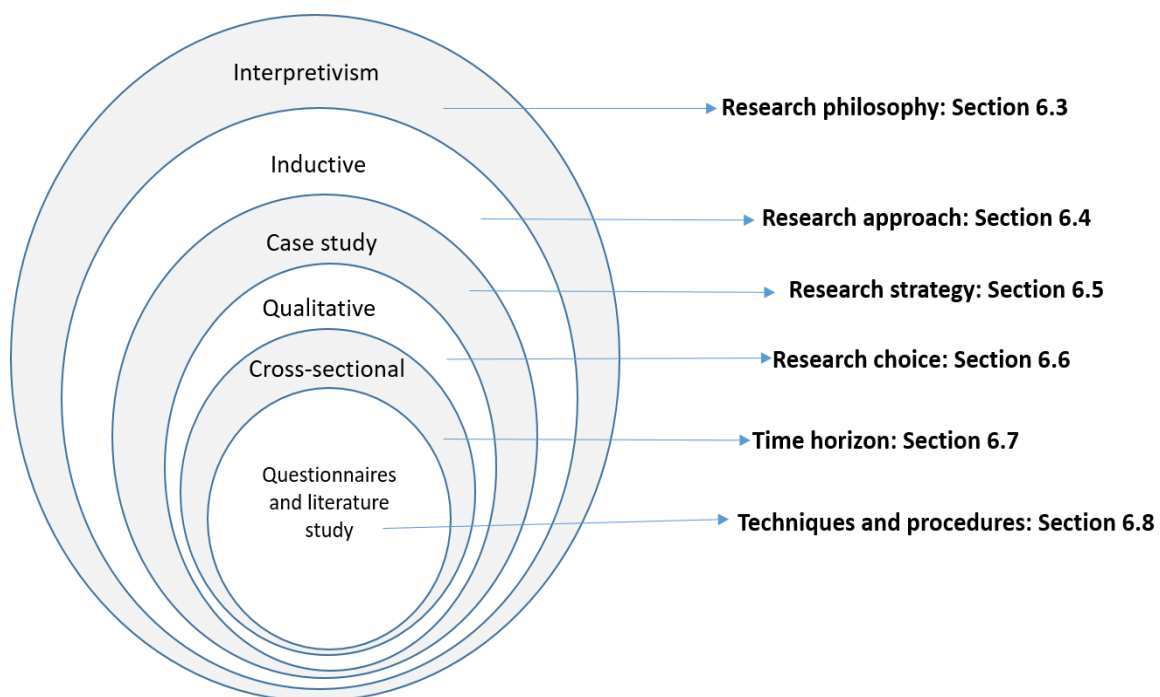 Interpretivism
Research philosophy: Section 6.3
Inductive
Research approach: Section 6.4
Case study
Research strategy: Section 6.5
Qualitative
Research choice: Section 6.6
Cross-sectional
Time horizon: Section 6.7
Questionnaires
and literature
study
Techniques and procedures: Section 6.8